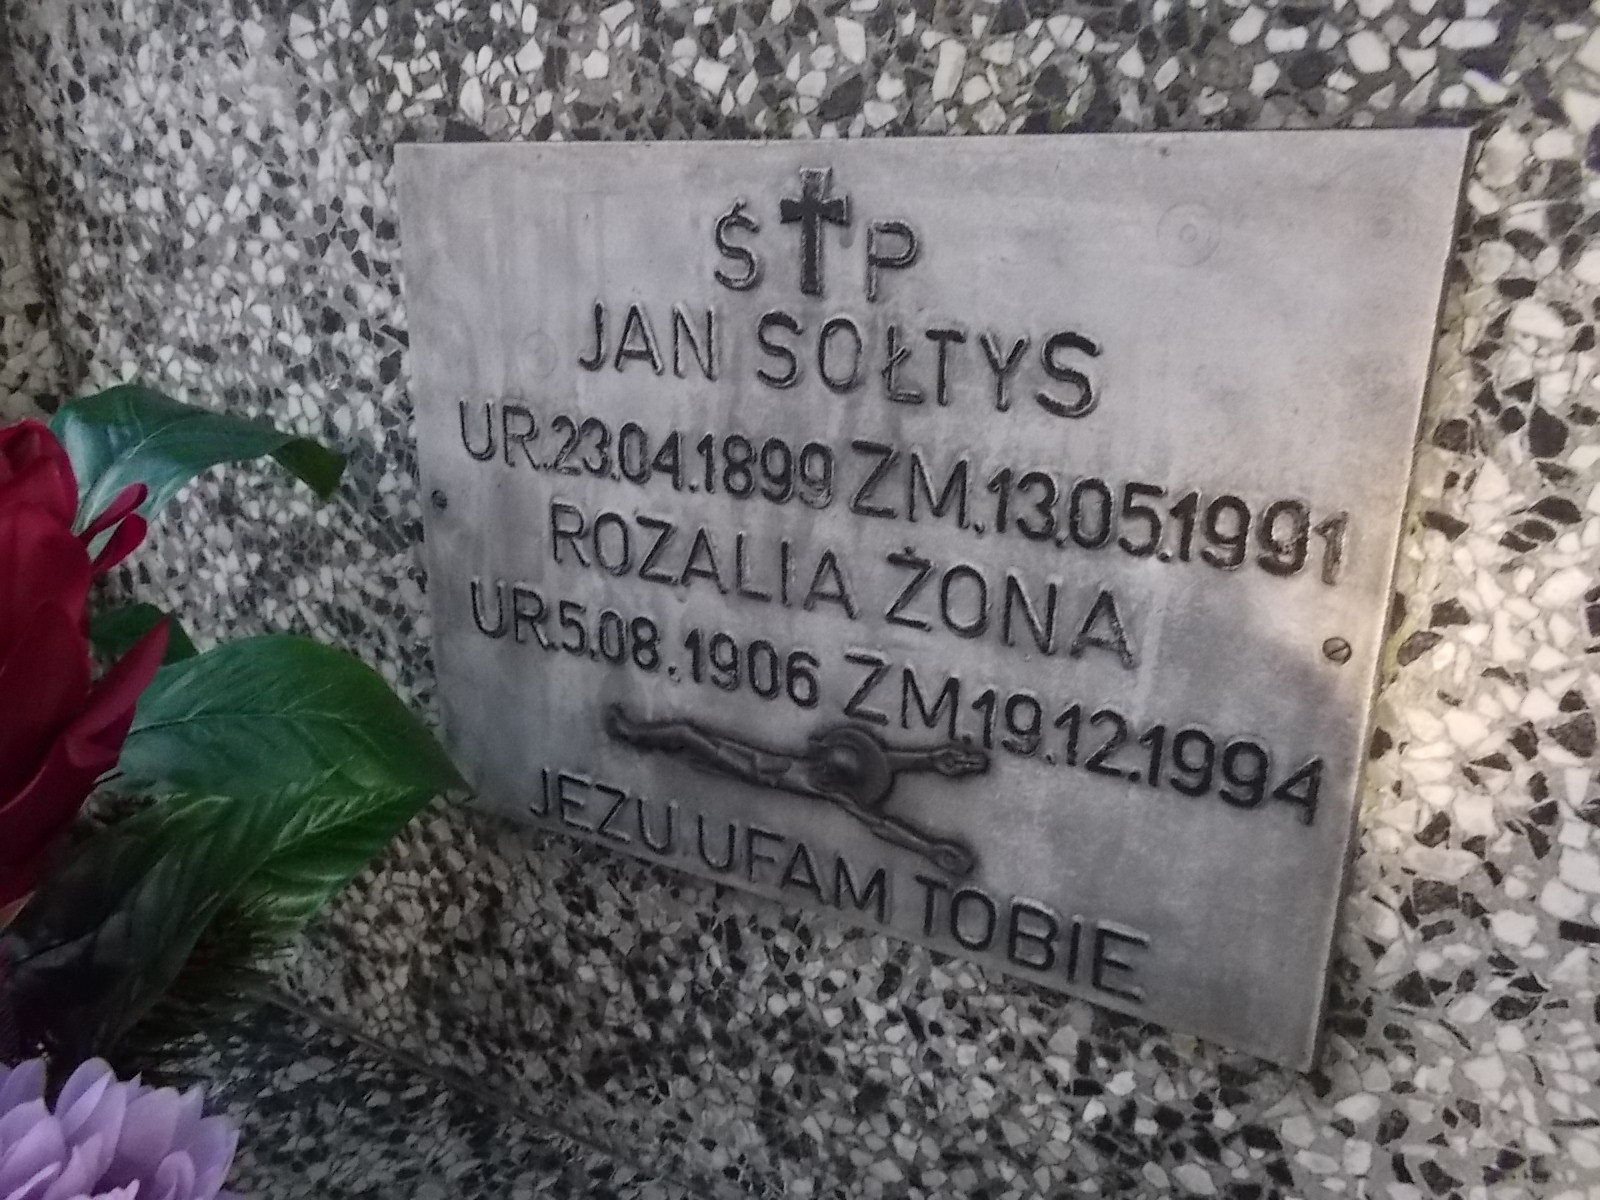 Ś✝P
JAN SOŁTYS
UR.23.04.1899 ZM.13.05.1991
ROZALIA ŻONA
UR.5.08.1906 ZM.19.12.1994
JEZU UFAM TOBIE